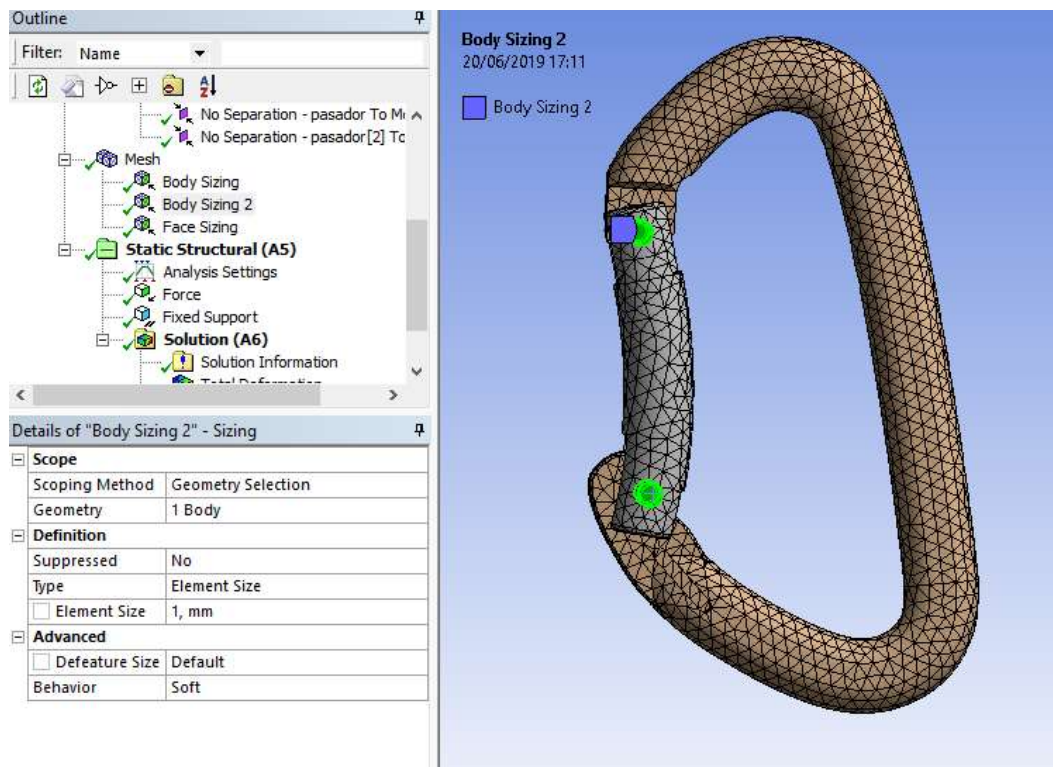 Outline
Filter: Name
No Separation - pasador To M
No Separation - pasador[2] To
Mesh
Body Sizing
Body Sizing 2
Face Sizing
Static Structural (A5)
Analysis Settings
Force
Fixed Support
Solution (A6)
Solution Information
Total Deformation
Details of "Body Sizing 2" - Sizing
Scope
Scoping Method Geometry Selection
Geometry 1 Body
Definition
Suppressed No
Type Element Size
Element Size 1, mm
Advanced
Defeature Size Default
Behavior Soft
Body Sizing 2
20/06/2019 17:11
Body Sizing 2